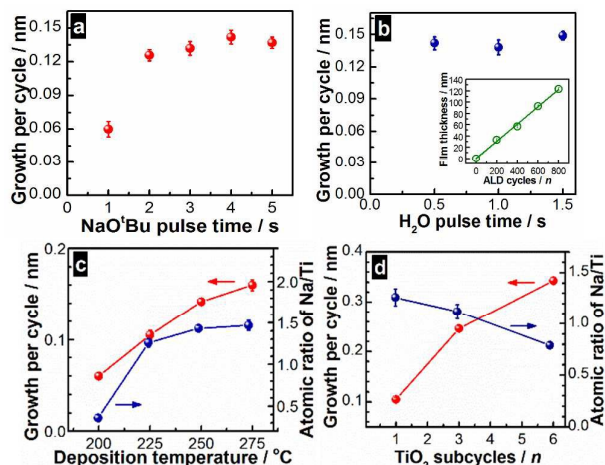 a
Growth per cycle / nm
0.15
0.12
0.09
0.06
0.03
0.00
0 1 2 3 4 5
NaOᵗBu pulse time / s
b
Growth per cycle / nm
0.15
0.12
0.09
0.06
0.03
0.00
0.0 0.5 1.0 1.5
H₂O pulse time / s
Film thickness / nm
140
120
100
80
60
40
20
0
0 200 400 600 800
ALD cycles / n
c
Growth per cycle / nm
0.2
0.1
0.0
200 225 250 275
Deposition temperature / °C
2.0
1.5
1.0
0.5
Atomic ratio of Na/Ti
d
Growth per cycle / nm
0.4
0.3
0.2
0.1
0 1 2 3 4 5 6
TiO₂ subcycles / n
1.5
1.0
0.5
0.0
Atomic ratio of Na/Ti